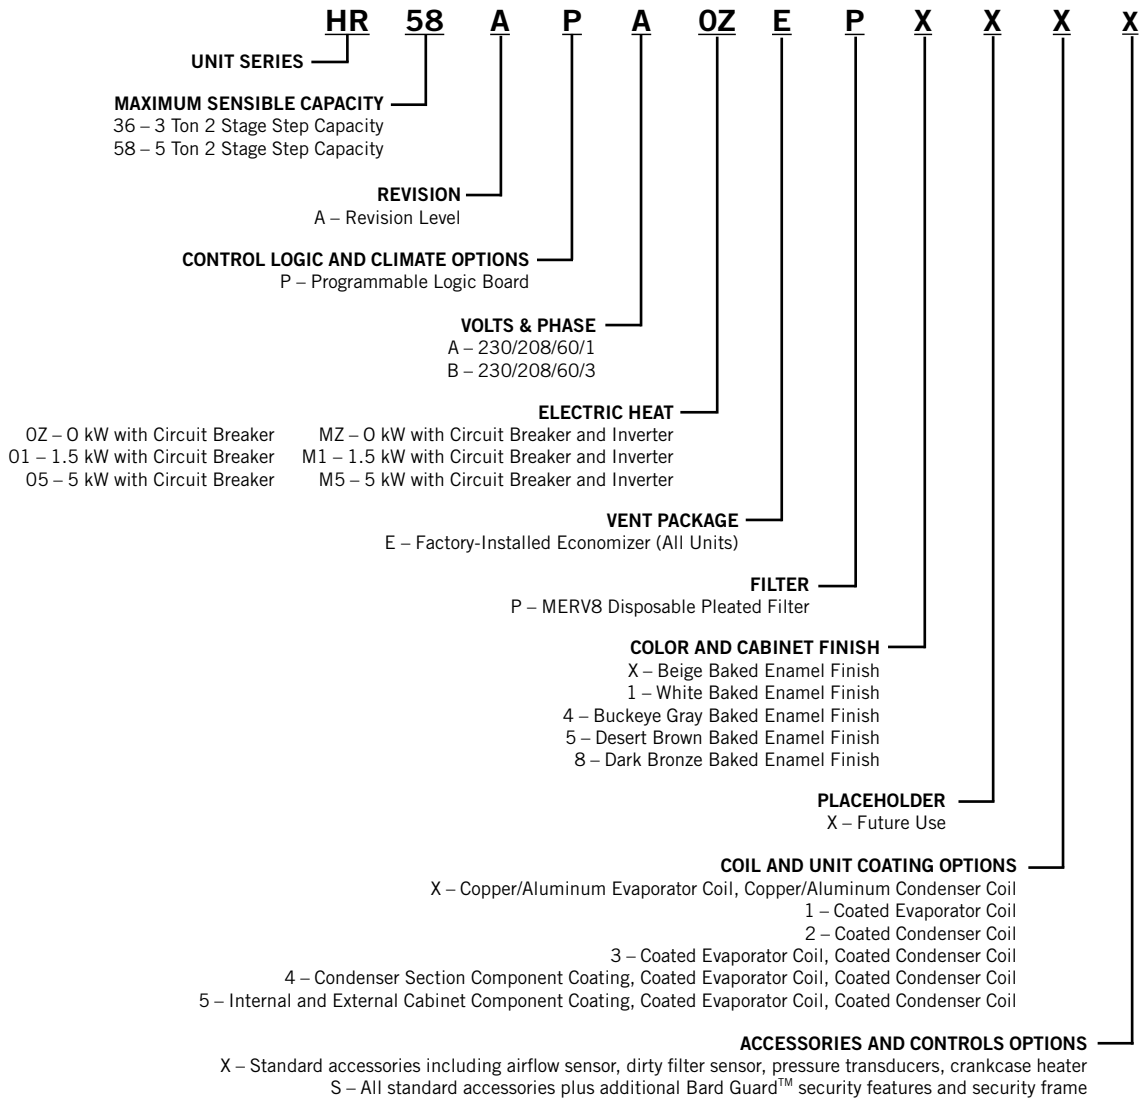 HR 58 A P A 0Z E P X X X X
UNIT SERIES
MAXIMUM SENSIBLE CAPACITY
36 – 3 Ton 2 Stage Step Capacity
58 – 5 Ton 2 Stage Step Capacity
REVISION
A – Revision Level
CONTROL LOGIC AND CLIMATE OPTIONS
P – Programmable Logic Board
VOLTS & PHASE
A – 230/208/60/1
B – 230/208/60/3
ELECTRIC HEAT
0Z – 0 kW with Circuit Breaker MZ – 0 kW with Circuit Breaker and Inverter
01 – 1.5 kW with Circuit Breaker M1 – 1.5 kW with Circuit Breaker and Inverter
05 – 5 kW with Circuit Breaker M5 – 5 kW with Circuit Breaker and Inverter
VENT PACKAGE
E – Factory-Installed Economizer (All Units)
FILTER
P – MERV8 Disposable Pleated Filter
COLOR AND CABINET FINISH
X – Beige Baked Enamel Finish
1 – White Baked Enamel Finish
4 – Buckeye Gray Baked Enamel Finish
5 – Desert Brown Baked Enamel Finish
8 – Dark Bronze Baked Enamel Finish
PLACEHOLDER
X – Future Use
COIL AND UNIT COATING OPTIONS
X – Copper/Aluminum Evaporator Coil, Copper/Aluminum Condenser Coil
1 – Coated Evaporator Coil
2 – Coated Condenser Coil
3 – Coated Evaporator Coil, Coated Condenser Coil
4 – Condenser Section Component Coating, Coated Evaporator Coil, Coated Condenser Coil
5 – Internal and External Cabinet Component Coating, Coated Evaporator Coil, Coated Condenser Coil
ACCESSORIES AND CONTROLS OPTIONS
X – Standard accessories including airflow sensor, dirty filter sensor, pressure transducers, crankcase heater
S – All standard accessories plus additional Bard Guard™ security features and security frame